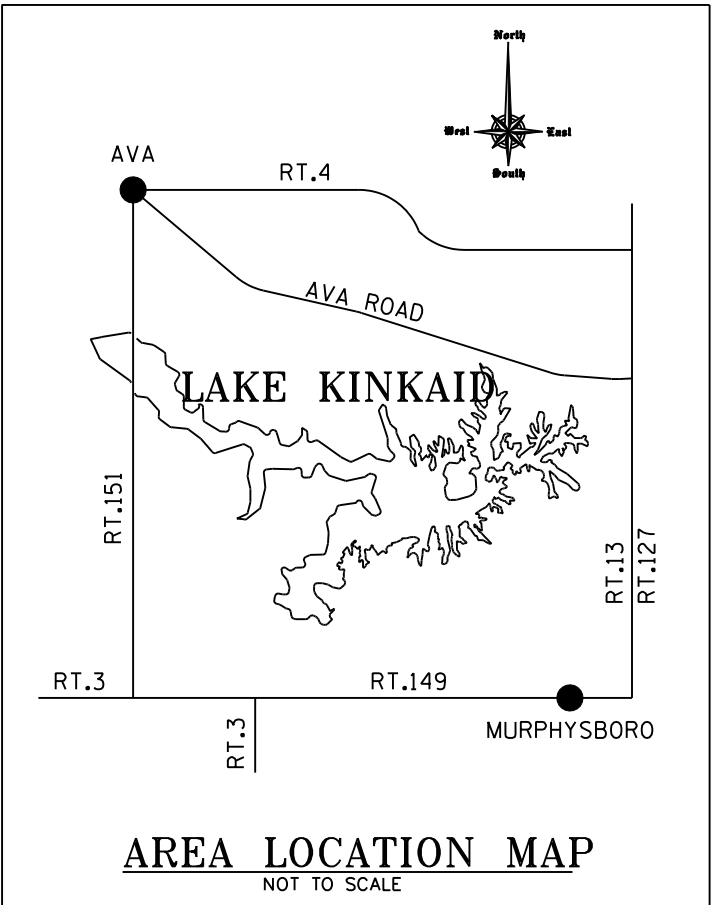 North
West
East
South
AVA
RT.4
AVA ROAD
LAKE KINKAID
RT.151
RT.13
RT.127
RT.3
RT.149
RT.3
MURPHYSBORO
AREA LOCATION MAP
NOT TO SCALE